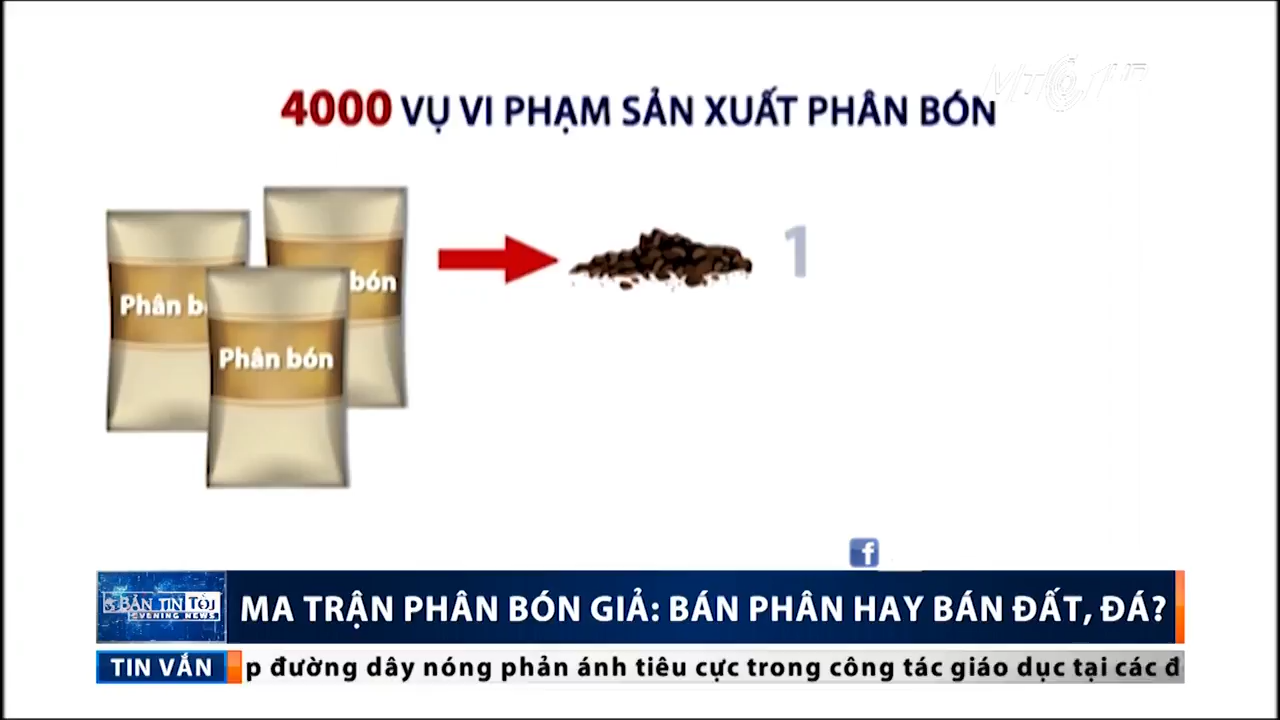 4000 VỤ VI PHẠM SẢN XUẤT PHÂN BÓN
bón
Phân b
Phân bón
1
f
BẢN TIN TỐI
EVENING NEWS
MA TRẬN PHÂN BÓN GIẢ: BÁN PHÂN HAY BÁN ĐẤT, ĐÁ?
TIN VẮN
p đường dây nóng phản ánh tiêu cực trong công tác giáo dục tại các đ